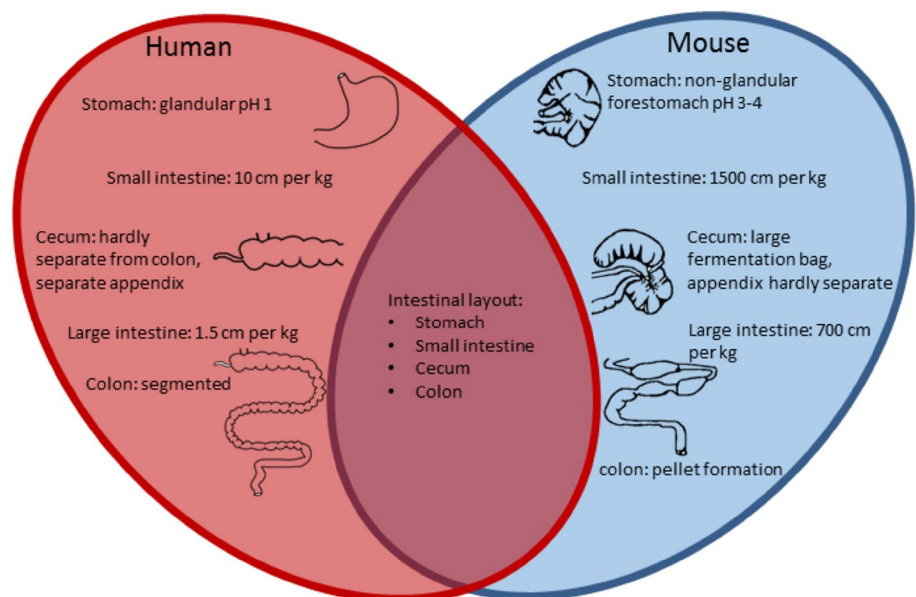 Human
Stomach: glandular pH 1
Small intestine: 10 cm per kg
Cecum: hardly
separate from colon,
separate appendix
Large intestine: 1.5 cm per kg
Colon: segmented
Intestinal layout:
• Stomach
• Small intestine
• Cecum
• Colon
Mouse
Stomach: non-glandular
forestomach pH 3-4
Small intestine: 1500 cm per kg
Cecum: large
fermentation bag,
appendix hardly separate
Large intestine: 700 cm
per kg
colon: pellet formation